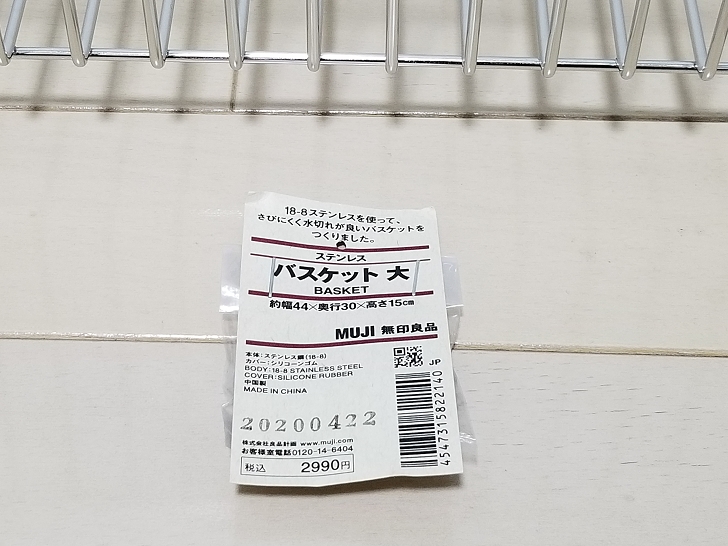 18-8ステンレスを使って、
さびにくく水切れが良いバスケットを
つくりました。
ステンレス
バスケット 大
BASKET
約幅44×奥行30×高さ15cm
MUJI 無印良品
本体:ステンレス鋼(18-8)
カバー:シリコーンゴム
BODY:18-8 STAINLESS STEEL
COVER:SILICONE RUBBER
中国製
MADE IN CHINA
JP
20200422
4547315822140
株式会社良品計画 www.muji.com
お客様室電話0120-14-6404
税込 2990円